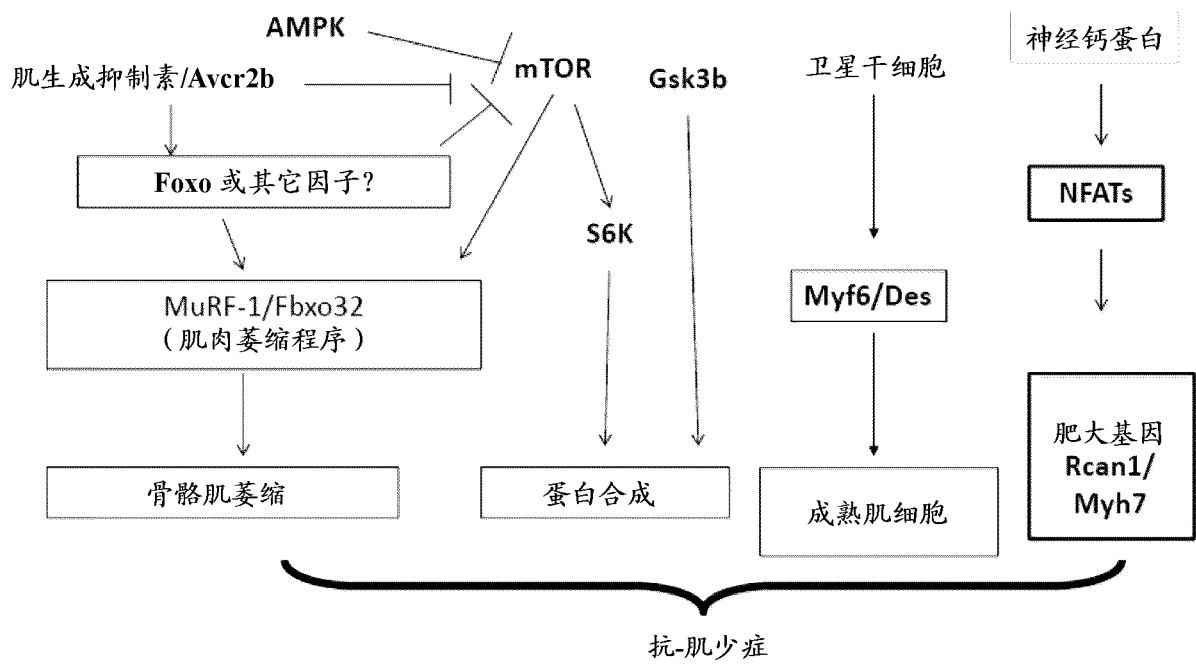 AMPK
肌生成抑制素/Avcr2b
mTOR
Gsk3b
卫星干细胞
神经钙蛋白
Foxo 或其它因子?
NFATs
S6K
MuRF-1/Fbxo32
(肌肉萎缩程序)
Myf6/Des
骨骼肌萎缩
蛋白合成
成熟肌细胞
肥大基因
Rcan1/
Myh7
抗-肌少症